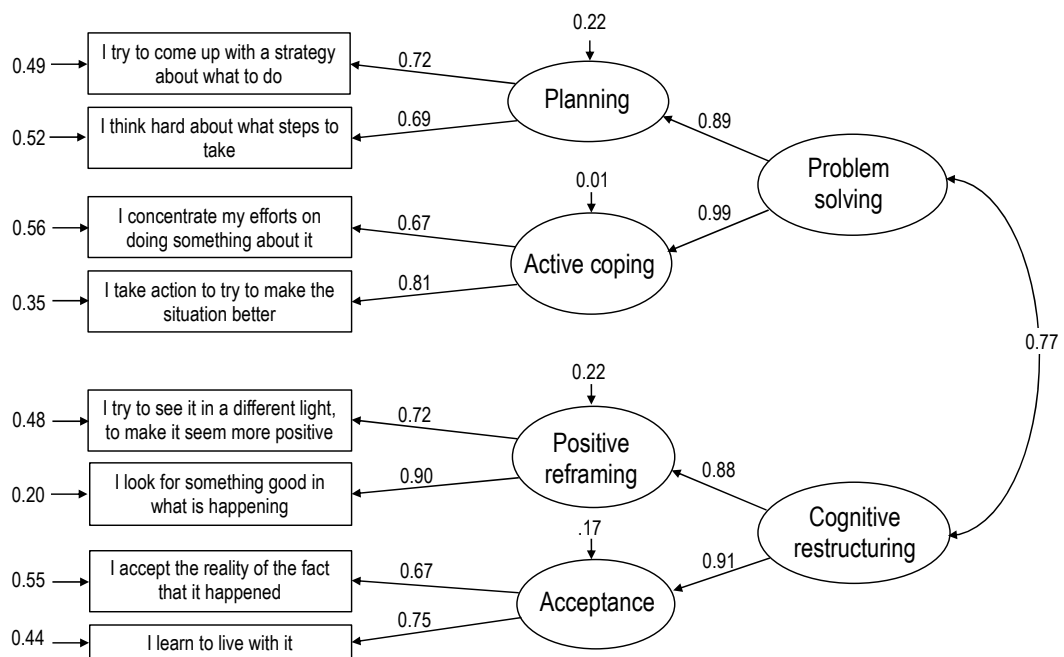 0.22
0.49
I try to come up with a strategy
about what to do
0.72
Planning
0.52
I think hard about what steps to
take
0.69
0.89
Problem
solving
0.01
0.56
I concentrate my efforts on
doing something about it
0.67
0.99
Active coping
0.35
I take action to try to make the
situation better
0.81
0.77
0.22
0.48
I try to see it in a different light,
to make it seem more positive
0.72
Positive
reframing
0.20
I look for something good in
what is happening
0.90
0.88
Cognitive
restructuring
.17
0.55
I accept the reality of the fact
that it happened
0.67
0.91
Acceptance
0.44
I learn to live with it
0.75